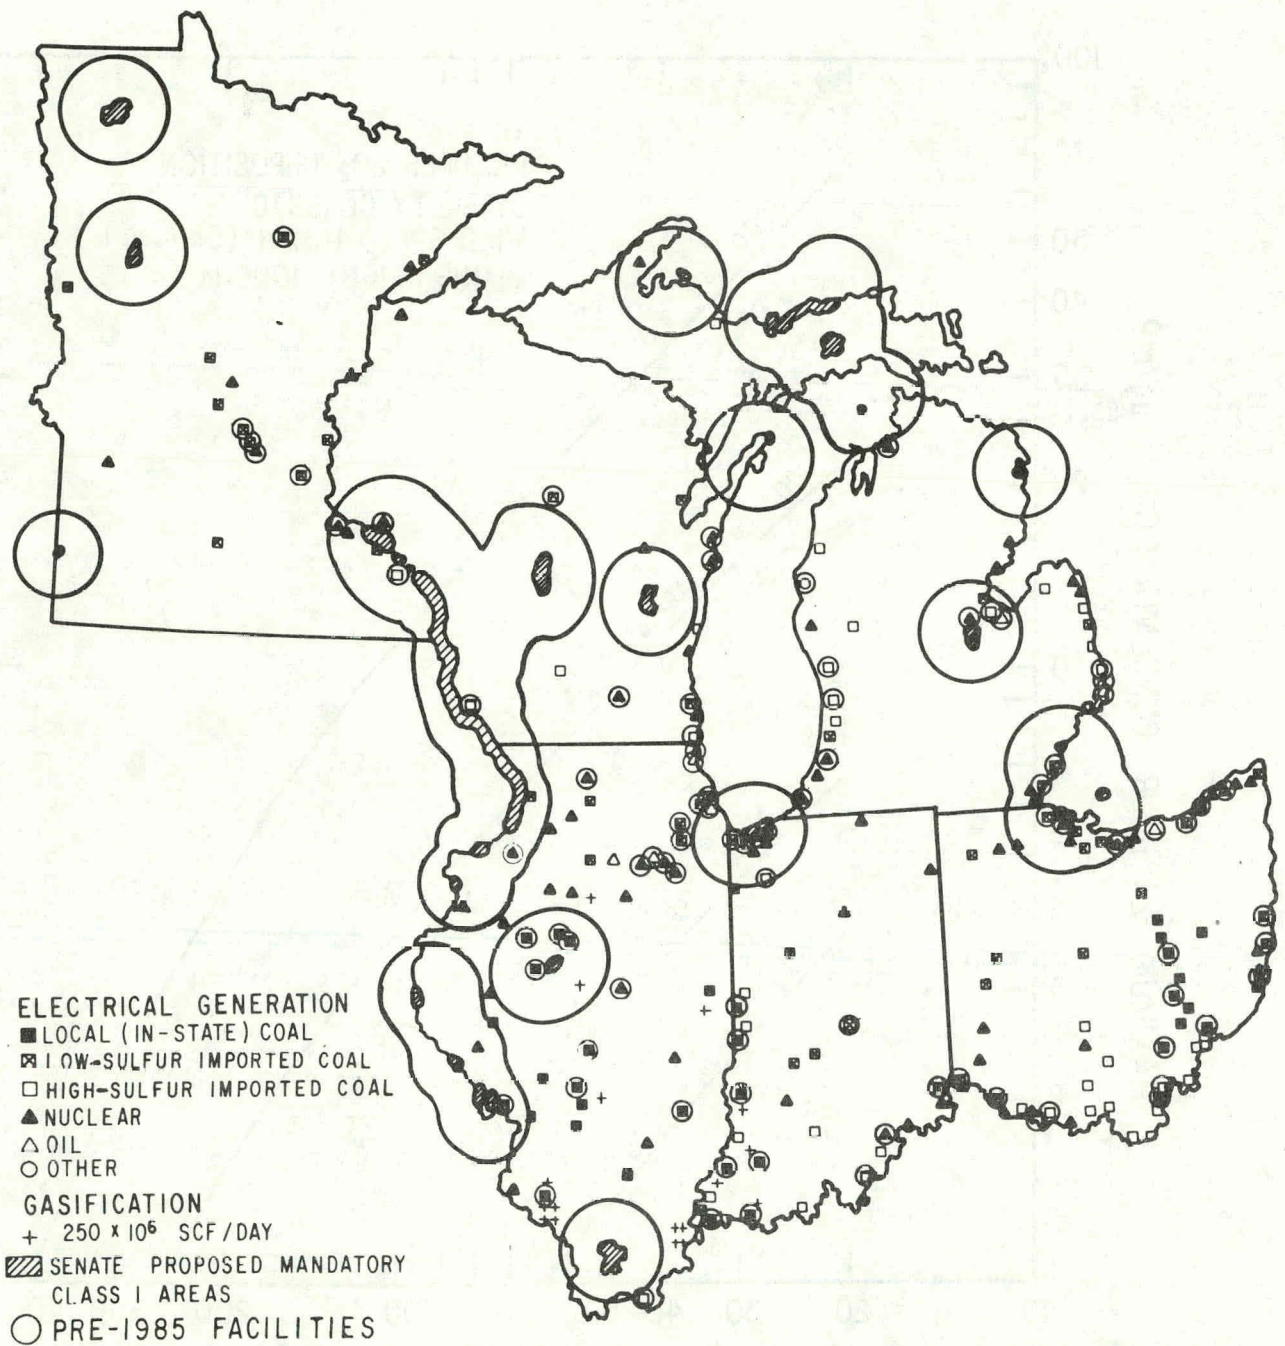 ELECTRICAL GENERATION
LOCAL (IN-STATE) COAL
LOW-SULFUR IMPORTED COAL
HIGH-SULFUR IMPORTED COAL
NUCLEAR
OIL
OTHER
GASIFICATION
+ 250 x 10⁶ SCF/DAY
SENATE PROPOSED MANDATORY
CLASS I AREAS
PRE-1985 FACILITIES